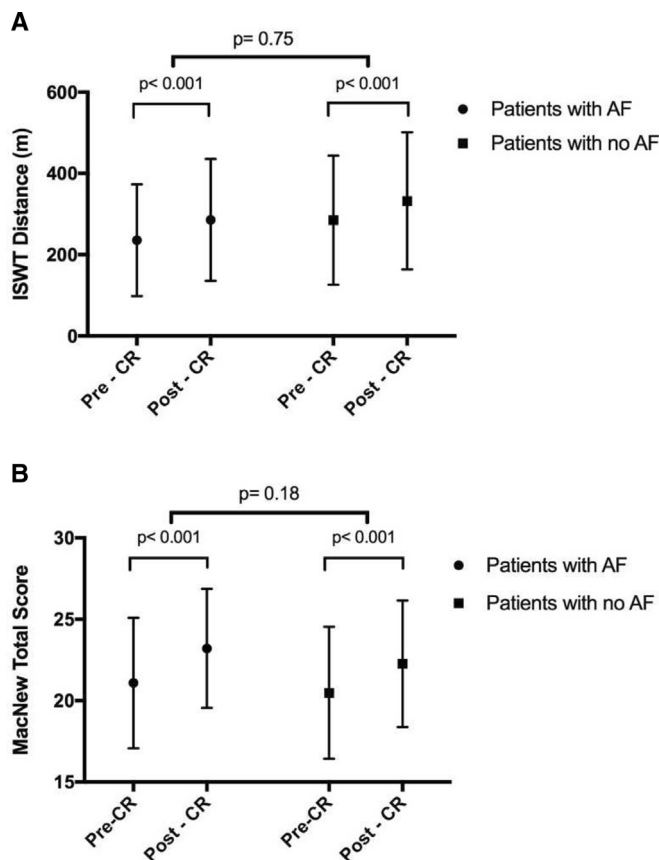 A
p= 0.75
p< 0.001 p< 0.001
Patients with AF
Patients with no AF
ISWT Distance (m)
600
400
200
0
Pre - CR Post - CR Pre - CR Post - CR
B
p= 0.18
p< 0.001 p< 0.001
Patients with AF
Patients with no AF
MacNew Total Score
30
25
20
15
Pre-CR Post - CR Pre-CR Post - CR